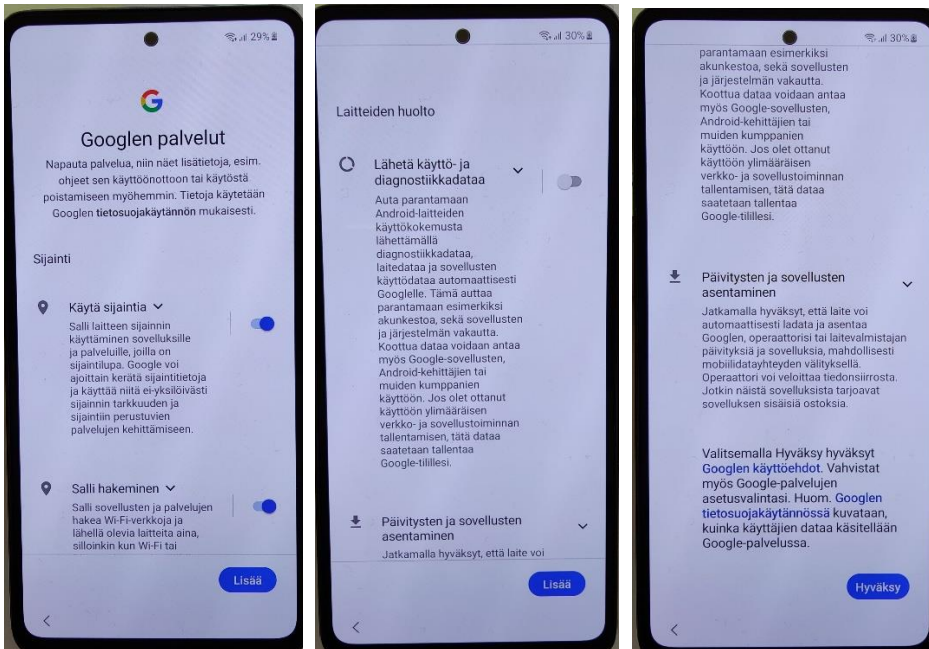 29%
Googlen palvelut
Napauta palvelua, niin näet lisätietoja, esim.
ohjeet sen käyttöönottoon tai käytöstä
poistamiseen myöhemmin. Tietoja käytetään
Googlen tietosuojakäytännön mukaisesti.
Sijainti
Käytä sijaintia
Salli laitteen sijainnin
käyttäminen sovelluksille
ja palveluille, joilla on
sijaintilupa. Google voi
ajoittain kerätä sijaintitietoja
ja käyttää niitä ei-yksilöivästi
sijainnin tarkkuuden ja
sijaintiin perustuvien
palvelujen kehittämiseen.
Salli hakeminen
Salli sovellusten ja palvelujen
hakea Wi-Fi-verkkoja ja
lähellä olevia laitteita aina,
silloinkin kun Wi-Fi tai
Lisää
30%
Laitteiden huolto
Lähetä käyttö- ja
diagnostiikkadataa
Auta parantamaan
Android-laitteiden
käyttökokemusta
lähettämällä
diagnostiikkadataa,
laitedataa ja sovellusten
käyttödataa automaattisesti
Googlelle. Tämä auttaa
parantamaan esimerkiksi
akunkestoa, sekä sovellusten
ja järjestelmän vakautta.
Koottua dataa voidaan antaa
myös Google-sovellusten,
Android-kehittäjien tai
muiden kumppanien
käyttöön. Jos olet ottanut
käyttöön ylimääräisen
verkko- ja sovellustoiminnan
tallentamisen, tätä dataa
saatetaan tallentaa
Google-tilillesi.
Päivitysten ja sovellusten
asentaminen
Jatkamalla hyväksyt, että laite voi
Lisää
30%
parantamaan esimerkiksi
akunkestoa, sekä sovellusten
ja järjestelmän vakautta.
Koottua dataa voidaan antaa
myös Google-sovellusten,
Android-kehittäjien tai
muiden kumppanien
käyttöön. Jos olet ottanut
käyttöön ylimääräisen
verkko- ja sovellustoiminnan
tallentamisen, tätä dataa
saatetaan tallentaa
Google-tilillesi.
Päivitysten ja sovellusten
asentaminen
Jatkamalla hyväksyt, että laite voi
automaattisesti ladata ja asentaa
Googlen, operaattorisi tai laitevalmistajan
päivityksiä ja sovelluksia, mahdollisesti
mobiilidatayhteyden välityksellä.
Operaattori voi veloittaa tiedonsiirrosta.
Jotkin näistä sovelluksista tarjoavat
sovelluksen sisäisiä ostoksia.
Valitsemalla Hyväksy hyväksyt
Googlen käyttöehdot. Vahvistat
myös Google-palvelujen
asetusvalintasi. Huom. Googlen
tietosuojakäytännössä kuvataan,
kuinka käyttäjien dataa käsitellään
Google-palvelussa.
Hyväksy